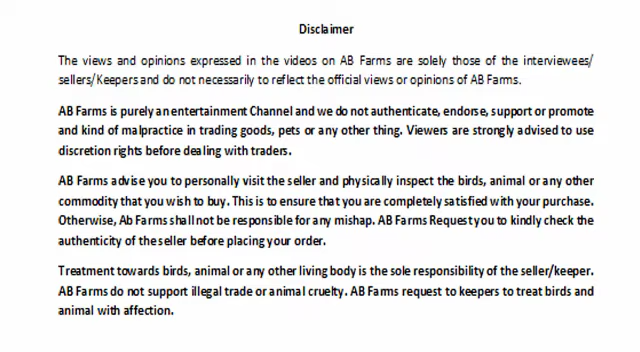 Disclaimer
The views and opinions expressed in the videos on AB Farms are solely those of the interviewees/
sellers/Keepers and do not necessarily to reflect the official views or opinions of AB Farms.
AB Farms is purely an entertainment Channel and we do not authenticate, endorse, support or promote
and kind of malpractice in trading goods, pets or any other thing. Viewers are strongly advised to use
discretion rights before dealing with traders.
AB Farms advise you to personally visit the seller and physically inspect the birds, animal or any other
commodity that you wish to buy. This is to ensure that you are completely satisfied with your purchase.
Otherwise, Ab Farms shall not be responsible for any mishap. AB Farms Request you to kindly check the
authenticity of the seller before placing your order.
Treatment towards birds, animal or any other living body is the sole responsibility of the seller/keeper.
AB Farms do not support illegal trade or animal cruelty. AB Farms request to keepers to treat birds and
animal with affection.